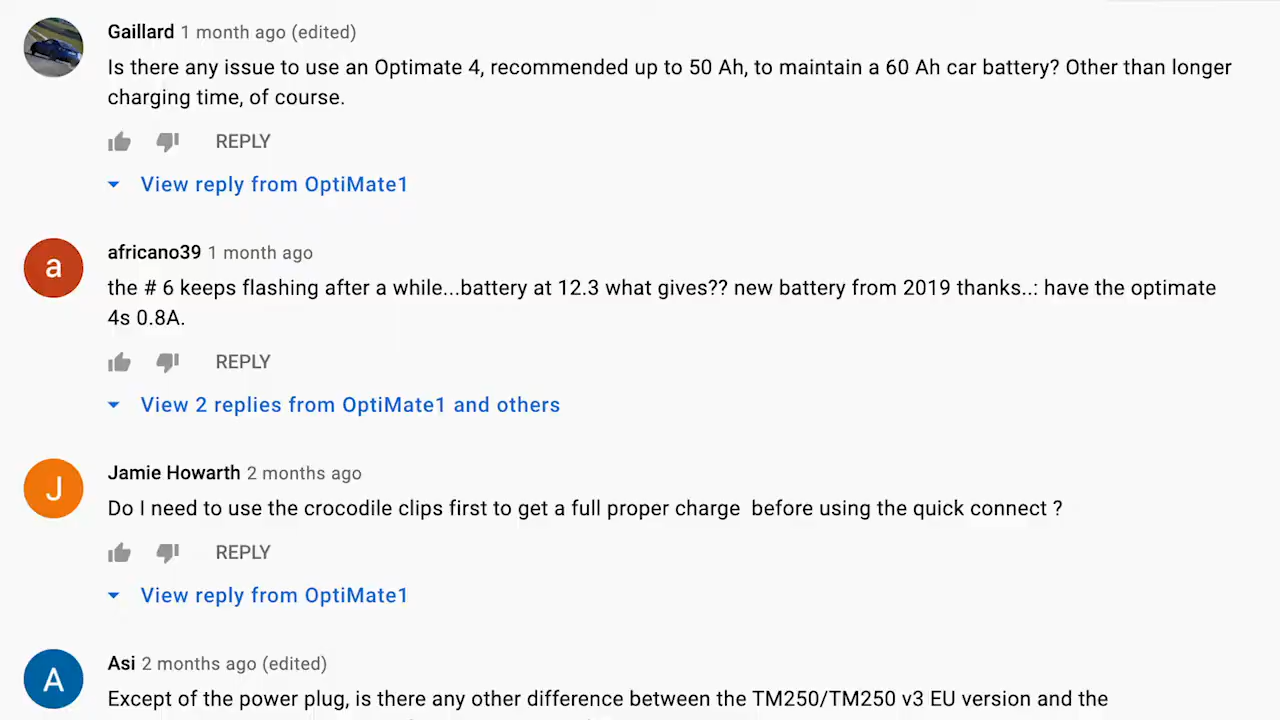 Gaillard 1 month ago (edited)
Is there any issue to use an Optimate 4, recommended up to 50 Ah, to maintain a 60 Ah car battery? Other than longer
charging time, of course.
REPLY
View reply from OptiMate1
a
africano39 1 month ago
the # 6 keeps flashing after a while...battery at 12.3 what gives?? new battery from 2019 thanks..: have the optimate
4s 0.8A.
REPLY
View 2 replies from OptiMate1 and others
J
Jamie Howarth 2 months ago
Do I need to use the crocodile clips first to get a full proper charge  before using the quick connect ?
REPLY
View reply from OptiMate1
A
Asi 2 months ago (edited)
Except of the power plug, is there any other difference between the TM250/TM250 v3 EU version and the